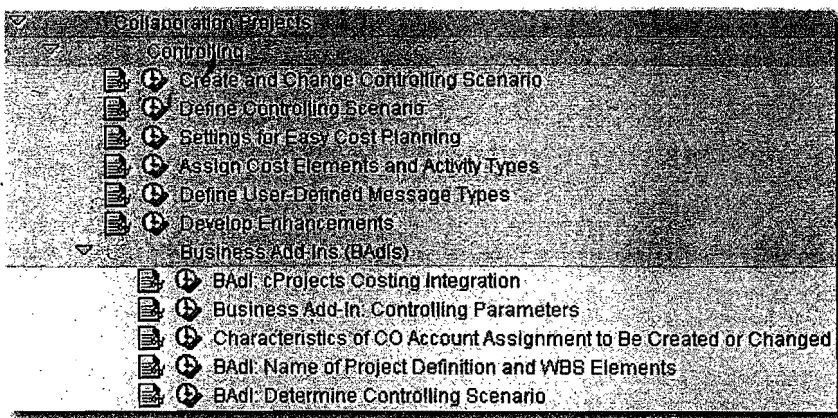 Collaboration Projects
Controlling
Create and Change Controlling Scenario
Define Controlling Scenario
Settings for Easy Cost Planning
Assign Cost Elements and Activity Types
Define User-Defined Message Types
Develop Enhancements
Business Add-Ins (BAdIs)
BAdI: cProjects Costing Integration
Business Add-In: Controlling Parameters
Characteristics of CO Account Assignment to Be Created or Changed
BAdI: Name of Project Definition and WBS Elements
BAdI: Determine Controlling Scenario